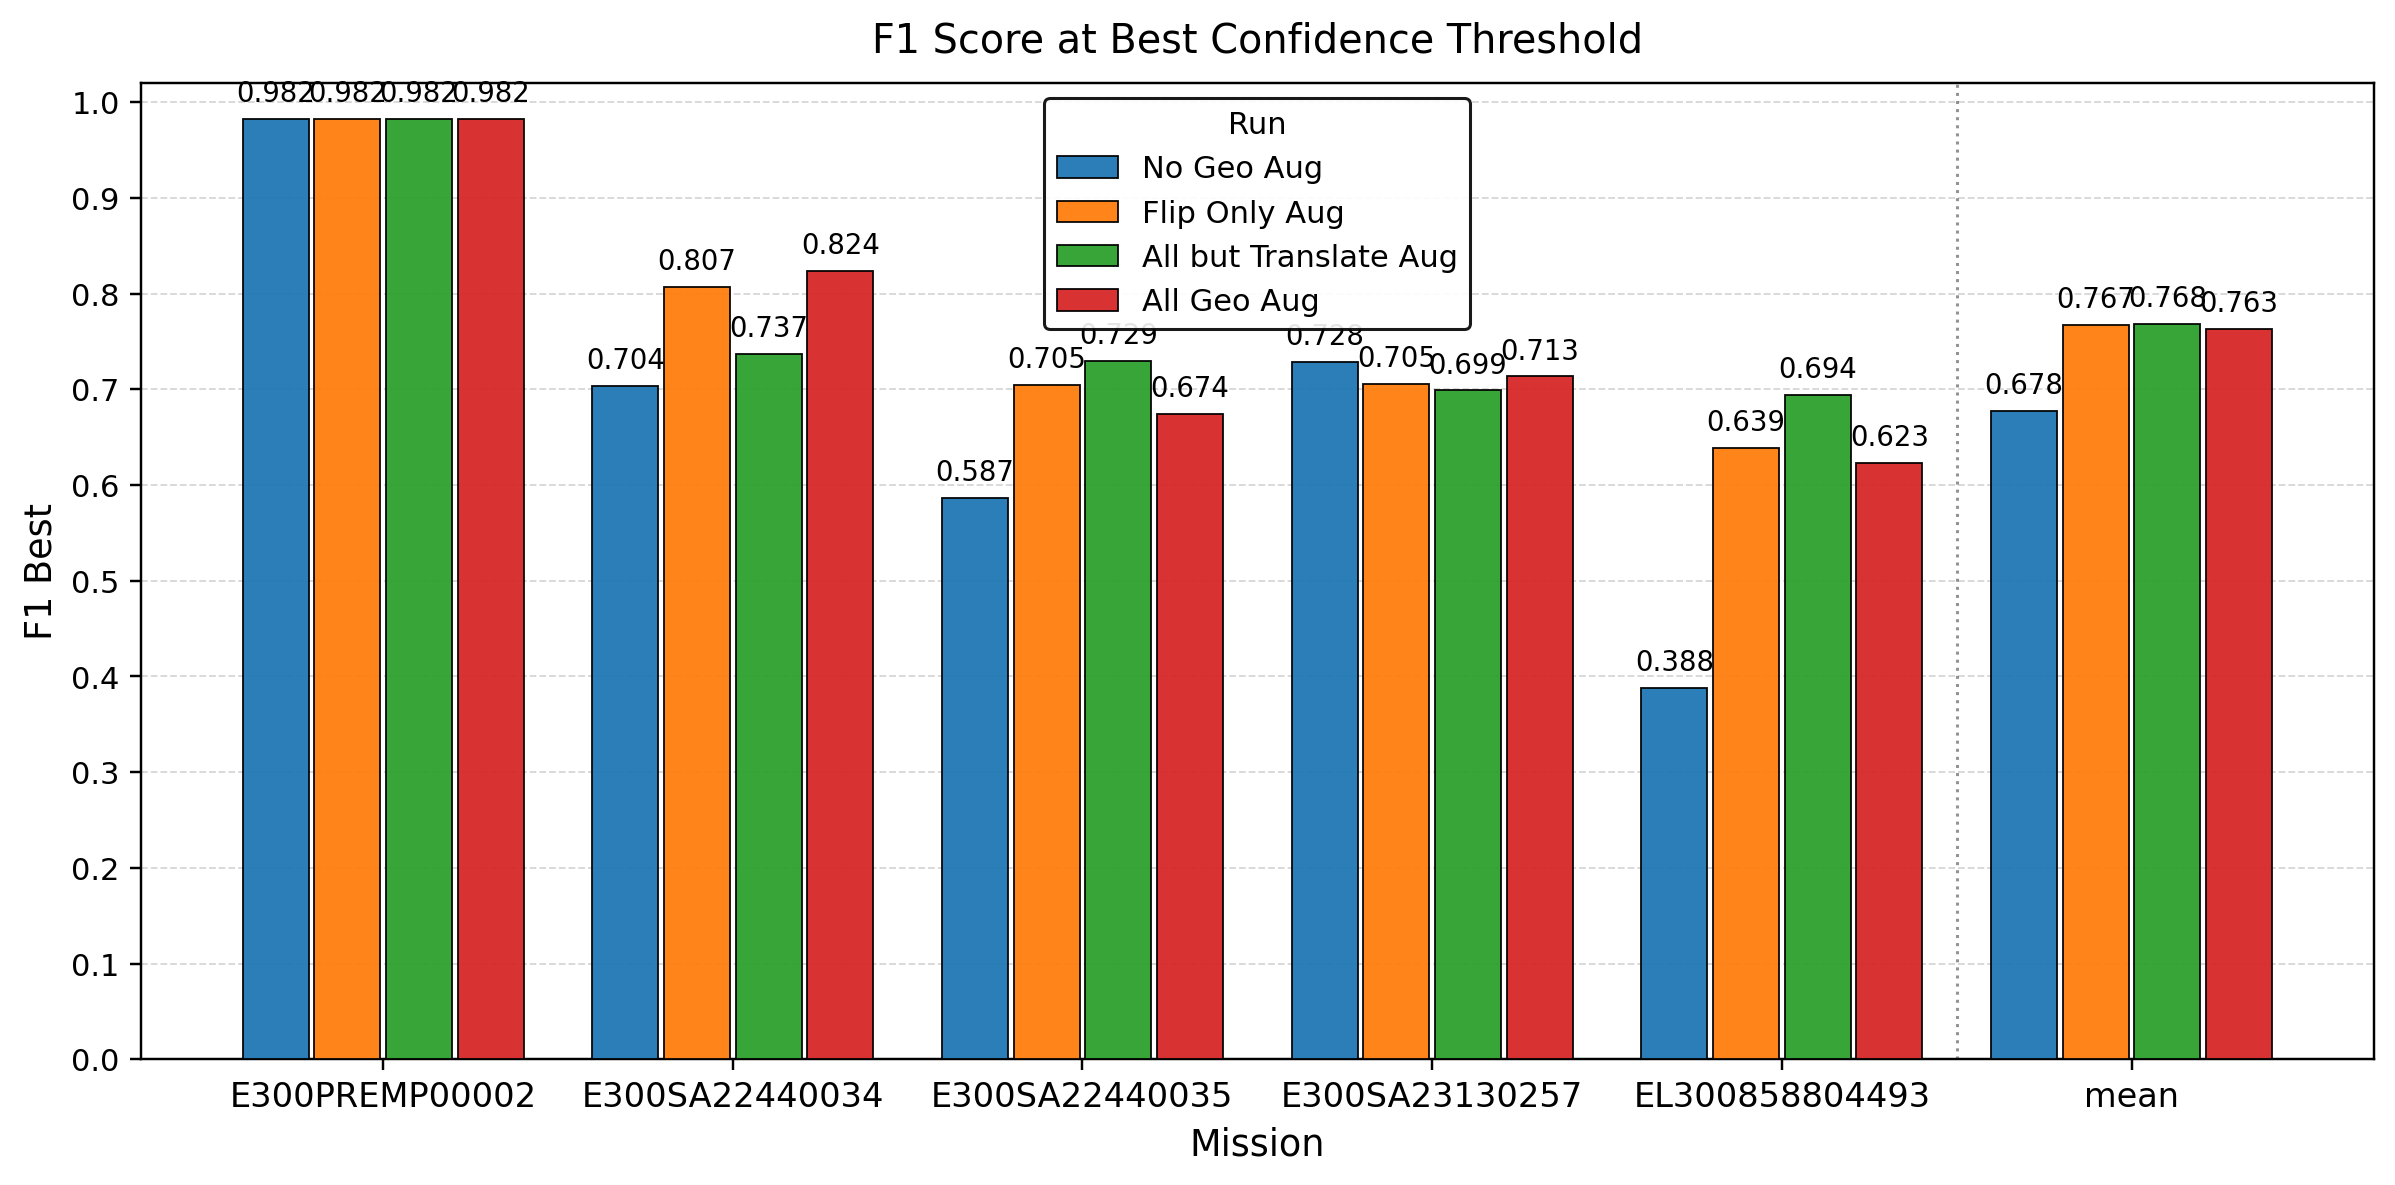 F1 Score at Best Confidence Threshold
F1 Best
1.0
0.9
0.8
0.7
0.6
0.5
0.4
0.3
0.2
0.1
0.0
Run
No Geo Aug
Flip Only Aug
All but Translate Aug
All Geo Aug
0.982 0.982 0.982 0.982
0.704 0.807 0.737 0.824
0.587 0.705 0.729 0.674
0.728 0.705 0.699 0.713
0.388 0.639 0.694 0.623
0.678 0.767 0.768 0.763
E300PREMP00002 E300SA22440034 E300SA22440035 E300SA23130257 EL300858804493 mean
Mission